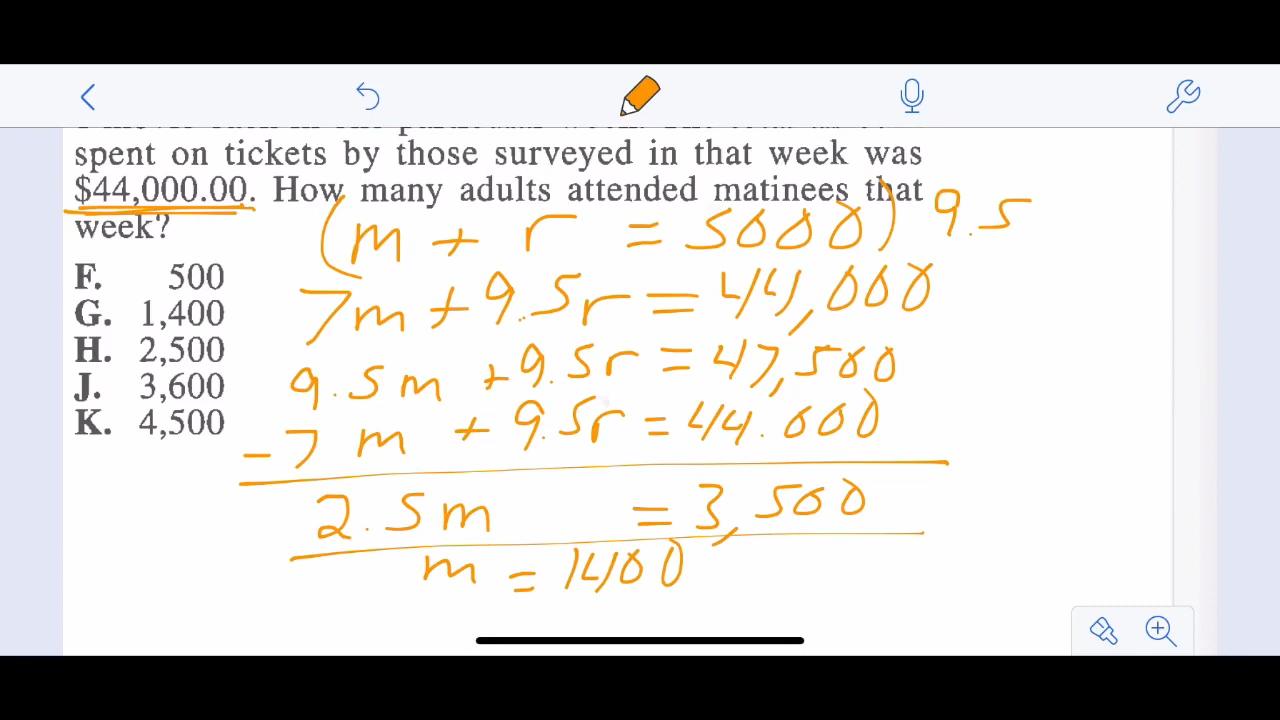 spent on tickets by those surveyed in that week was
$44,000.00. How many adults attended matinees that
week?
(m + r = 5000) 9.5
F. 500
7m + 9.5r = 44,000
G. 1,400
H. 2,500
9.5m + 9.5r = 47,500
J. 3,600
K. 4,500
- 7m + 9.5r = 44.000
2.5m = 3,500
m = 1400